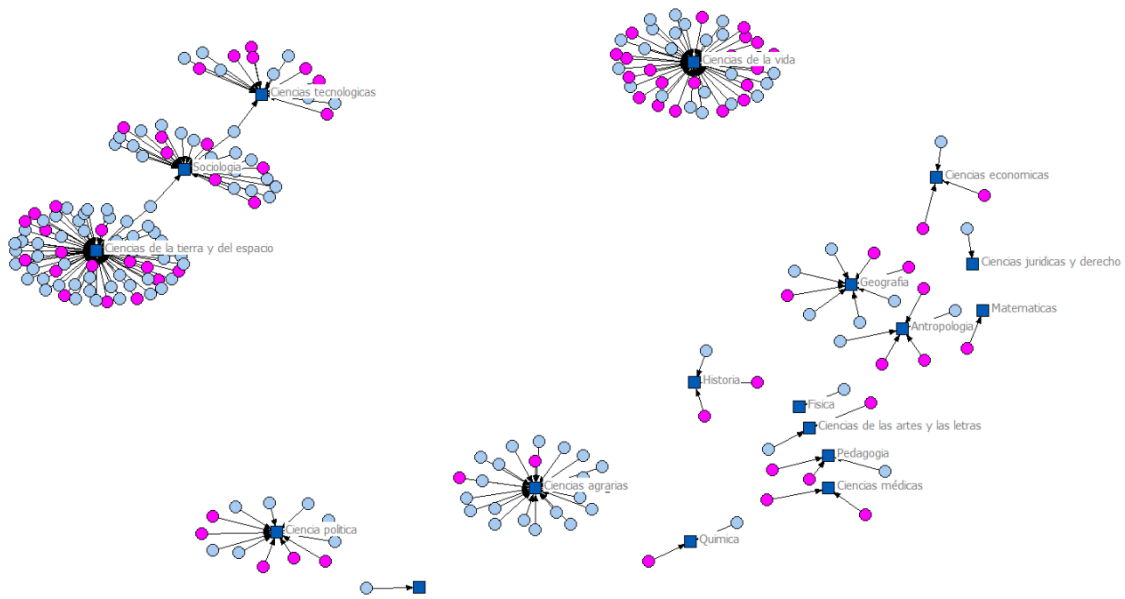 Ciencias de la vida
Ciencias tecnologicas
Sociologia
Ciencias economicas
Ciencias de la tierra y del espacio
Ciencias juridicas y derecho
Geografia
Matematicas
Antropologia
Historia
Fisica
Ciencias de las artes y las letras
Pedagogia
Ciencias agrarias
Ciencias médicas
Ciencia politica
Quimica